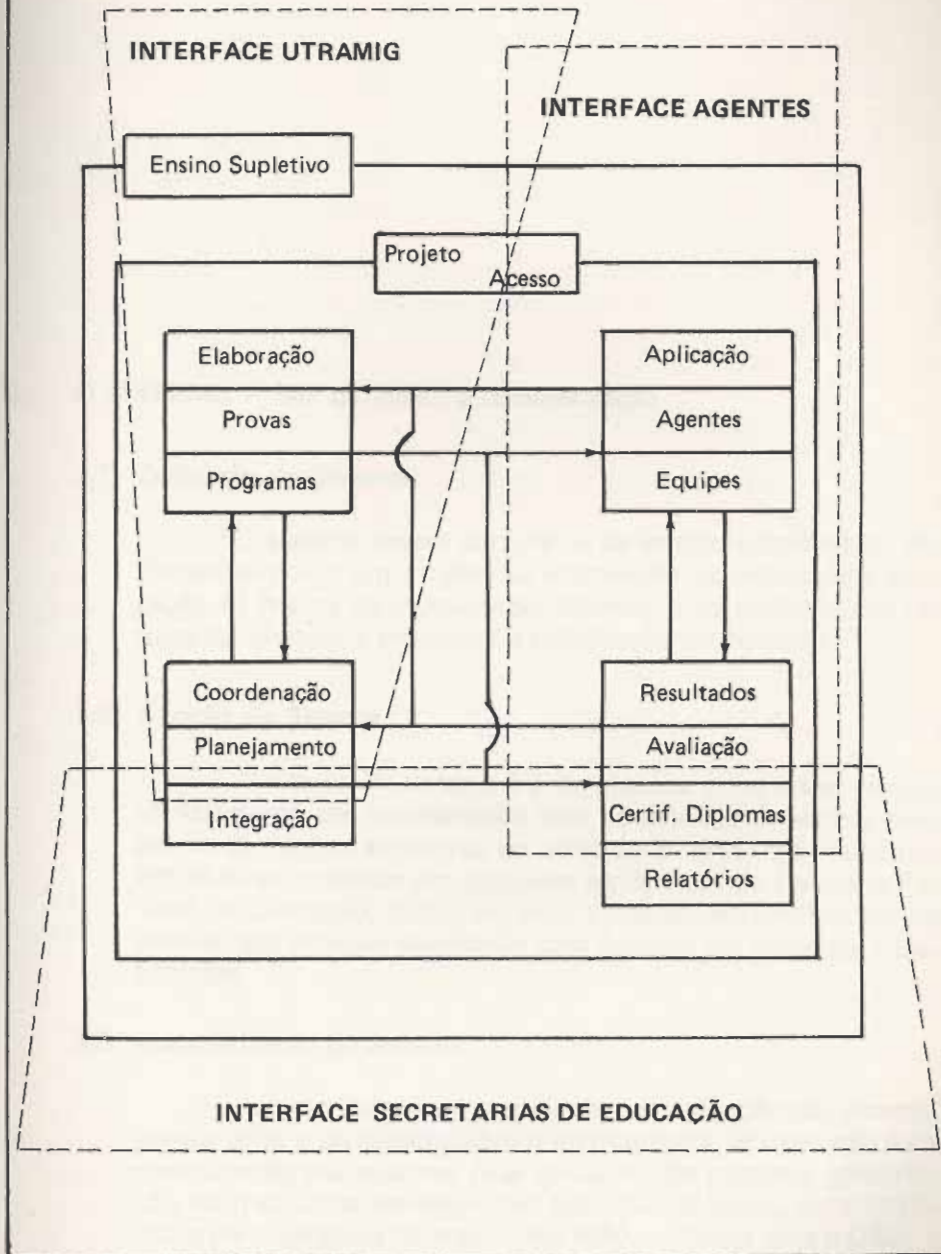 INTERFACE UTRAMIG
INTERFACE AGENTES
Ensino Supletivo
Projeto
Acesso
Elaboração
Provas
Programas
Aplicação
Agentes
Equipes
Coordenação
Planejamento
Integração
Resultados
Avaliação
Certif. Diplomas
Relatórios
INTERFACE SECRETARIAS DE EDUCAÇÃO